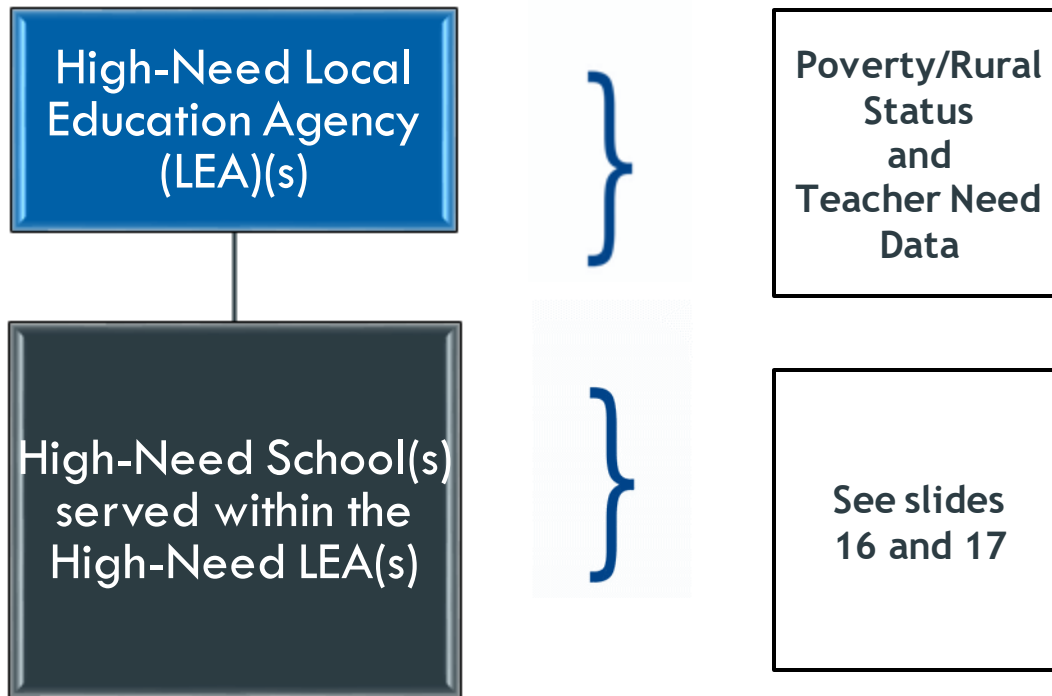 High-Need Local
Education Agency
(LEA)(s)
Poverty/Rural
Status
and
Teacher Need
Data
High-Need School(s)
served within the
High-Need LEA(s)
See slides
16 and 17